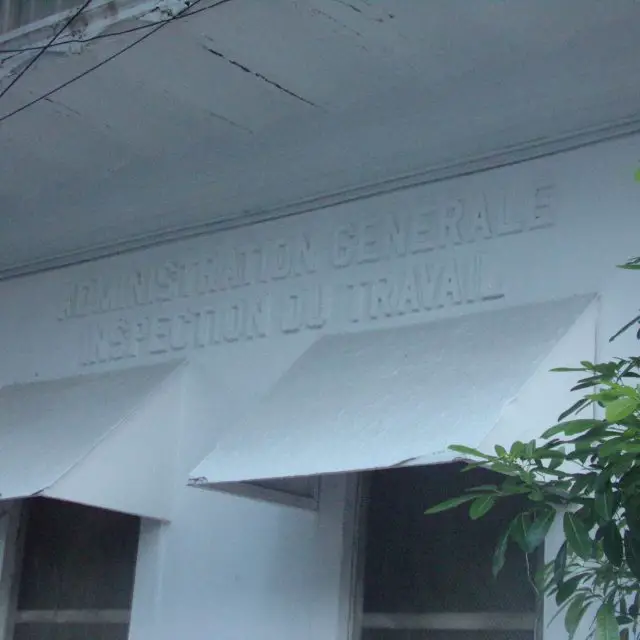 ADMINISTRATION GENERALE
INSPECTION DU TRAVAIL